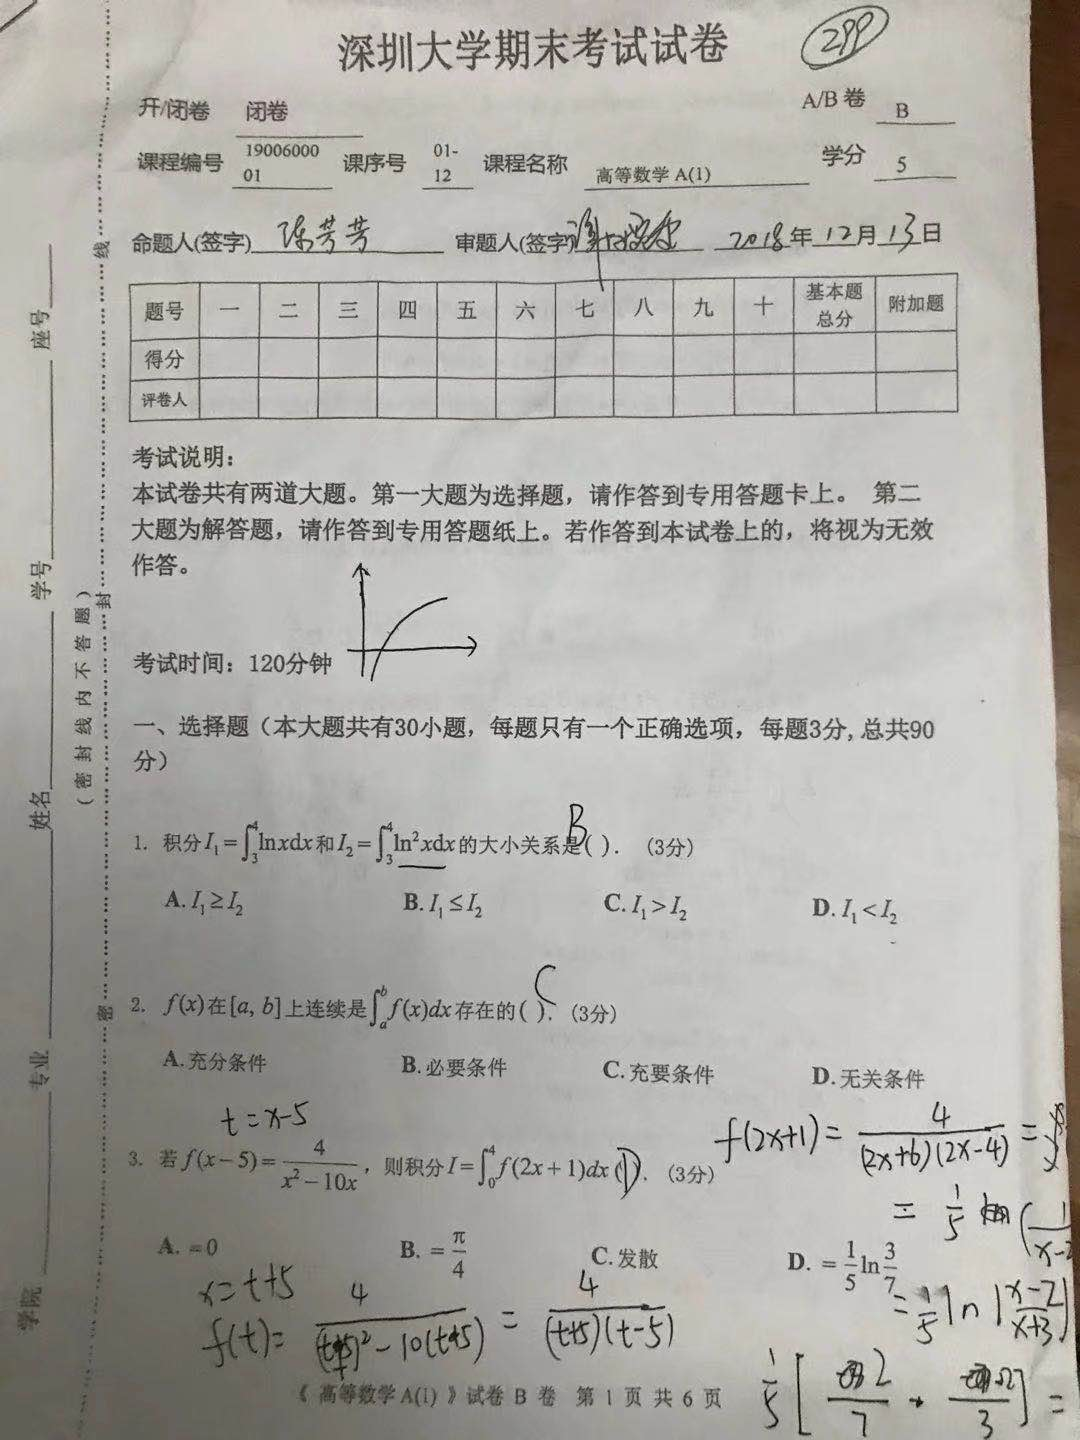 深圳大学期末考试试卷
299
开/闭卷 闭卷 A/B 卷 B
课程编号 1900600001 课序号 01-12 课程名称 高等数学 A(1) 学分 5
命题人(签字) 陈芳芳 审题人(签字) 2018年12月13日
题号 一 二 三 四 五 六 七 八 九 十 基本题总分 附加题
得分
评卷人
考试说明:
本试卷共有两道大题。第一大题为选择题，请作答到专用答题卡上。 第二
大题为解答题，请作答到专用答题纸上。若作答到本试卷上的，将视为无效
作答。
考试时间: 120分钟
一、选择题（本大题共有30小题，每题只有一个正确选项，每题3分,总共90
分）
1. 积分 I₁=∫₃⁴lnxdx 和 I₂=∫₃⁴ln²xdx 的大小关系是( B ). (3分)
A. I₁≥I₂ B. I₁≤I₂ C. I₁>I₂ D. I₁<I₂
2. f(x)在[a, b]上连续是∫ₐᵇf(x)dx存在的( C ). (3分)
A.充分条件 B.必要条件 C.充要条件 D.无关条件
t=x-5
f(2x+1)= 4/((2x+6)(2x-4)) =
3. 若 f(x-5)= 4/(x²-10x)，则积分 I=∫₀⁴f(2x+1)dx ( D ). (3分)
= 1/5
A. =0 B. = π/4 C.发散 D. = 1/5 ln 3/7
x=t+5
= 1/5 ln |x-2/x+3|
f(t)= 4/((t+5)²-10(t+5)) = 4/((t+5)(t-5))
《 高等数学A(1) 》试卷 B 卷 第 1 页 共 6 页
学院 专业 姓名 学号 座号
（密封线内不答题）
密 封 线